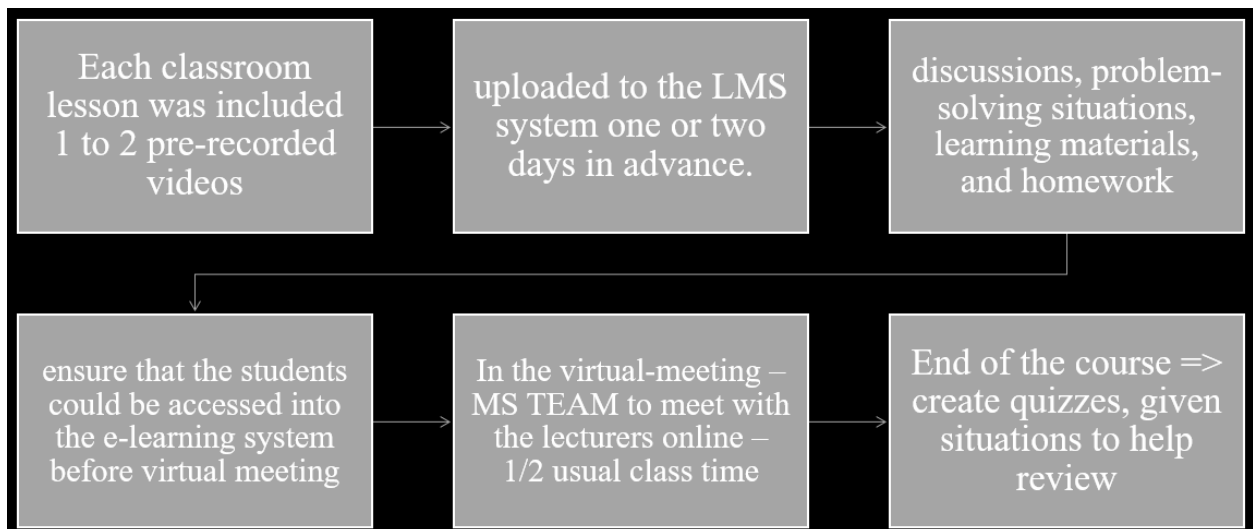 Each classroom
lesson was included
1 to 2 pre-recorded
videos
uploaded to the LMS
system one or two
days in advance.
discussions, problem-
solving situations,
learning materials,
and homework
ensure that the students
could be accessed into
the e-learning system
before virtual meeting
In the virtual-meeting –
MS TEAM to meet with
the lecturers online –
1/2 usual class time
End of the course =>
create quizzes, given
situations to help
review